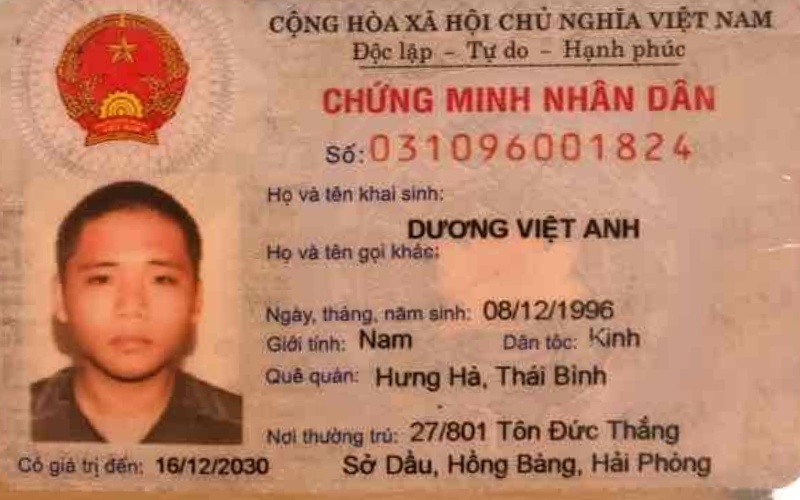 CỘNG HÒA XÃ HỘI CHỦ NGHĨA VIỆT NAM
Độc lập - Tự do - Hạnh phúc
CHỨNG MINH NHÂN DÂN
Số: 031096001824
Họ và tên khai sinh:
DƯƠNG VIỆT ANH
Họ và tên gọi khác:
Ngày, tháng, năm sinh: 08/12/1996
Giới tính: Nam Dân tộc: Kinh
Quê quán: Hưng Hà, Thái Bình
Nơi thường trú: 27/801 Tôn Đức Thắng
Sở Dầu, Hồng Bàng, Hải Phòng
Có giá trị đến: 16/12/2030